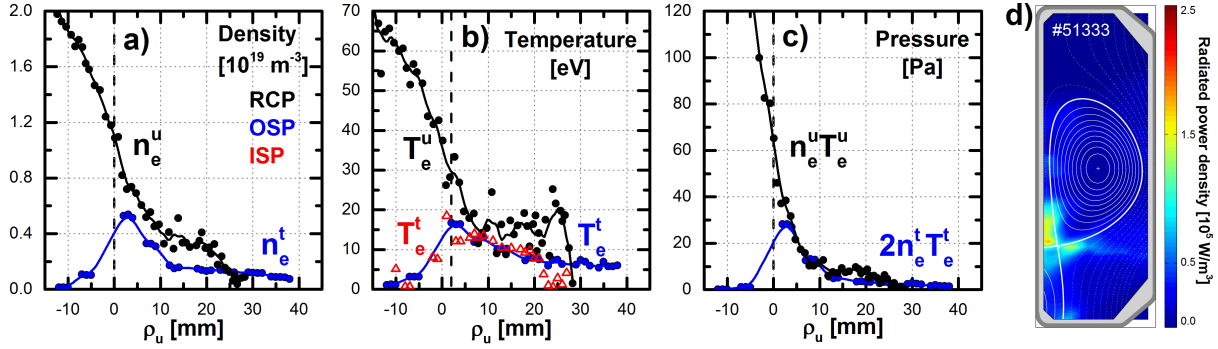 a) Density
[10¹⁹ m⁻³]
RCP
OSP
ISP
nₑᵘ
nₑᵗ
2.0
1.6
1.2
0.8
0.4
0.0
-10 0 10 20 30 40
ρᵤ [mm]
b) Temperature
[eV]
Tₑᵘ
Tₑᵗ
Tₑᵗ
70
60
50
40
30
20
10
0
-10 0 10 20 30 40
ρᵤ [mm]
c) Pressure
[Pa]
nₑᵘTₑᵘ
2nₑᵗTₑᵗ
120
100
80
60
40
20
0
-10 0 10 20 30 40
ρᵤ [mm]
d)
#51333
2.5
1.5
0.0
Radiated power density [10⁵ W/m³]